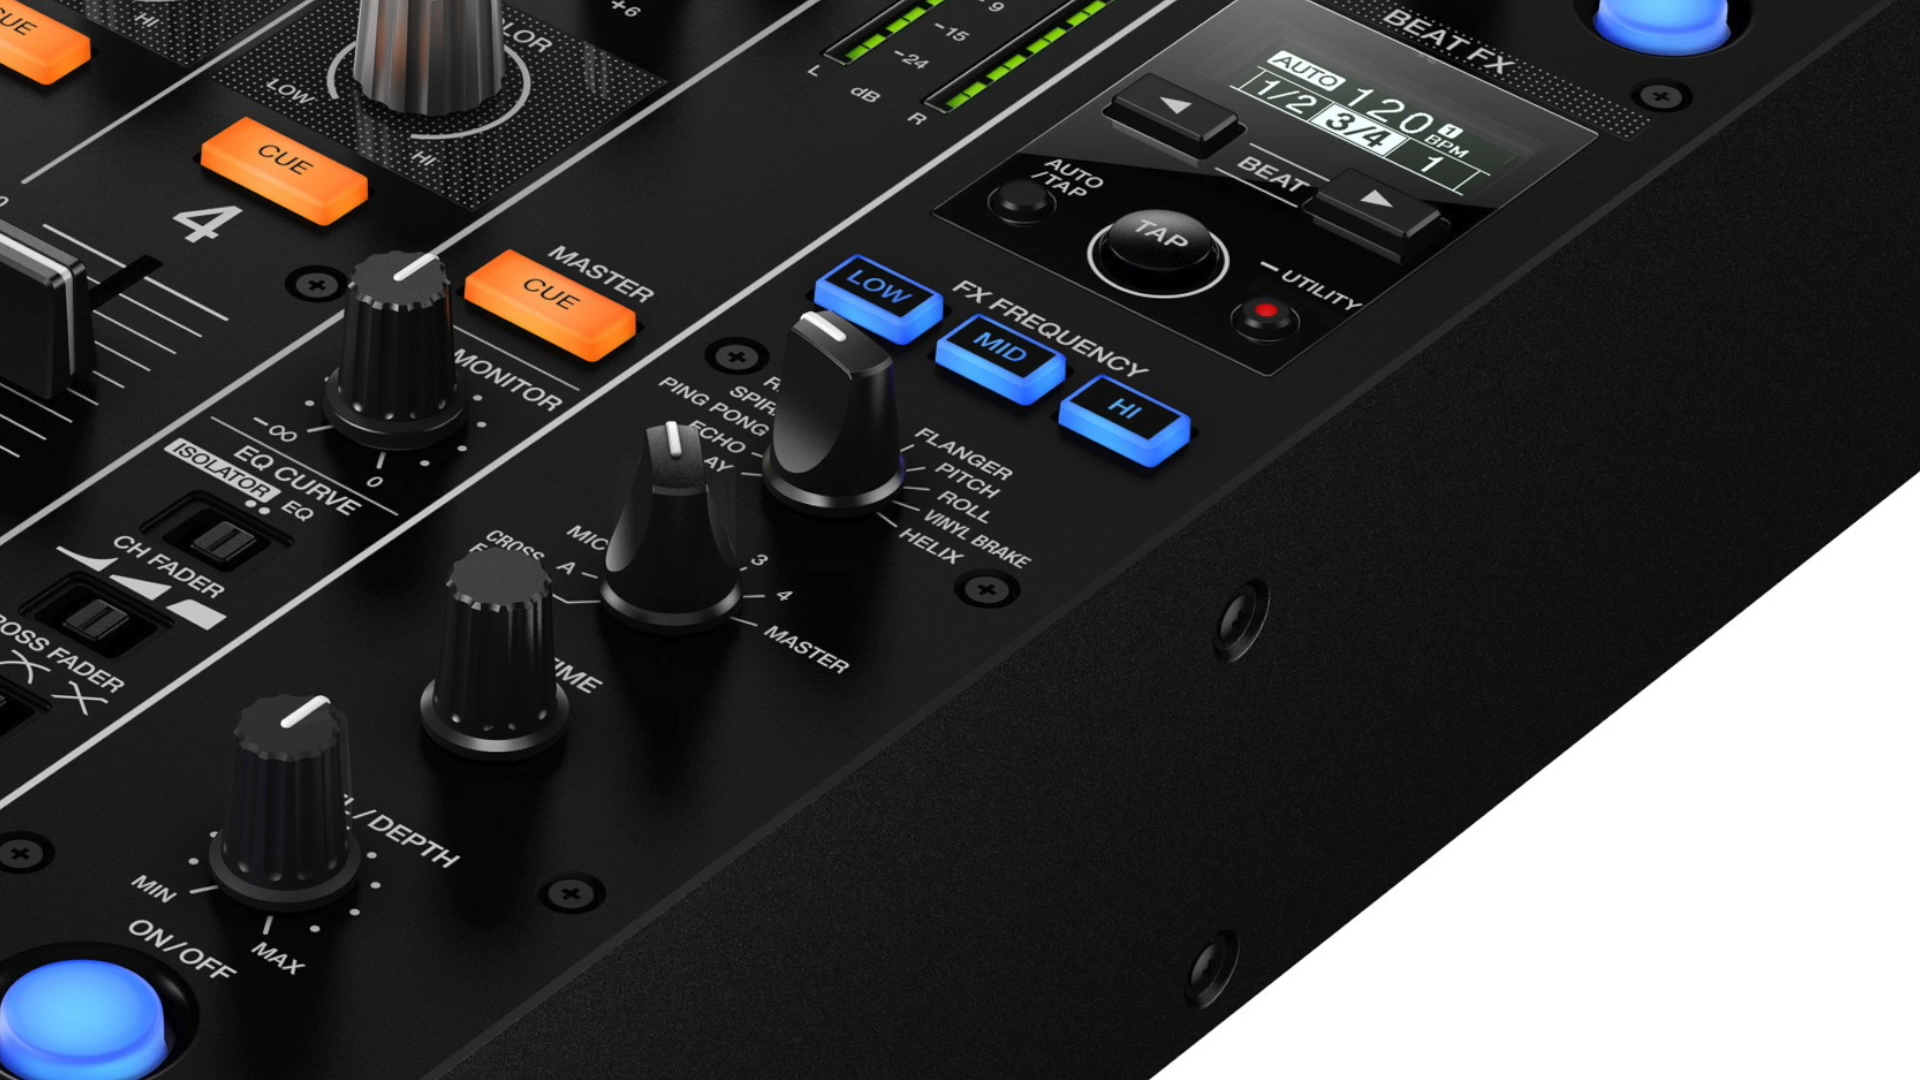 CUE
HI
LOW
HI
CUE
4
+6
-9
-15
-24
L
dB
R
BEAT FX
AUTO
120
1
BPM
1/2
3/4
1
◀
BEAT
▶
AUTO
/TAP
TAP
– UTILITY
MASTER
CUE
MONITOR
-∞
0
LOW
FX FREQUENCY
MID
HI
PING PONG
ECHO
FLANGER
PITCH
ROLL
VINYL BRAKE
HELIX
EQ CURVE
ISOLATOR
EQ
CH FADER
MIC
CROSS
A
3
4
MASTER
/DEPTH
MIN
MAX
ON/OFF